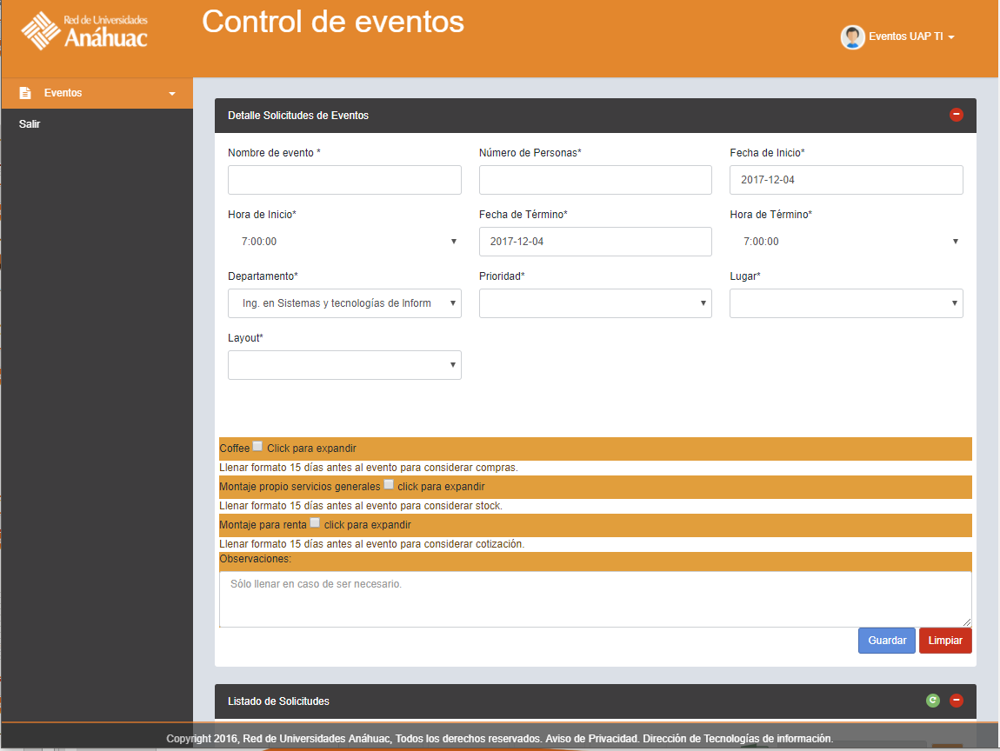 Red de Universidades
Anáhuac
Control de eventos
Eventos UAP TI
Eventos
Salir
Detalle Solicitudes de Eventos
Nombre de evento *
Número de Personas*
Fecha de Inicio*
2017-12-04
Hora de Inicio*
Fecha de Término*
Hora de Término*
7:00:00
2017-12-04
7:00:00
Departamento*
Prioridad*
Lugar*
Ing. en Sistemas y tecnologías de Inform
Layout*
Coffee Click para expandir
Llenar formato 15 días antes al evento para considerar compras.
Montaje propio servicios generales click para expandir
Llenar formato 15 días antes al evento para considerar stock.
Montaje para renta click para expandir
Llenar formato 15 días antes al evento para considerar cotización.
Observaciones:
Sólo llenar en caso de ser necesario.
Guardar
Limpiar
Listado de Solicitudes
Copyright 2016, Red de Universidades Anáhuac, Todos los derechos reservados. Aviso de Privacidad. Dirección de Tecnologías de información.